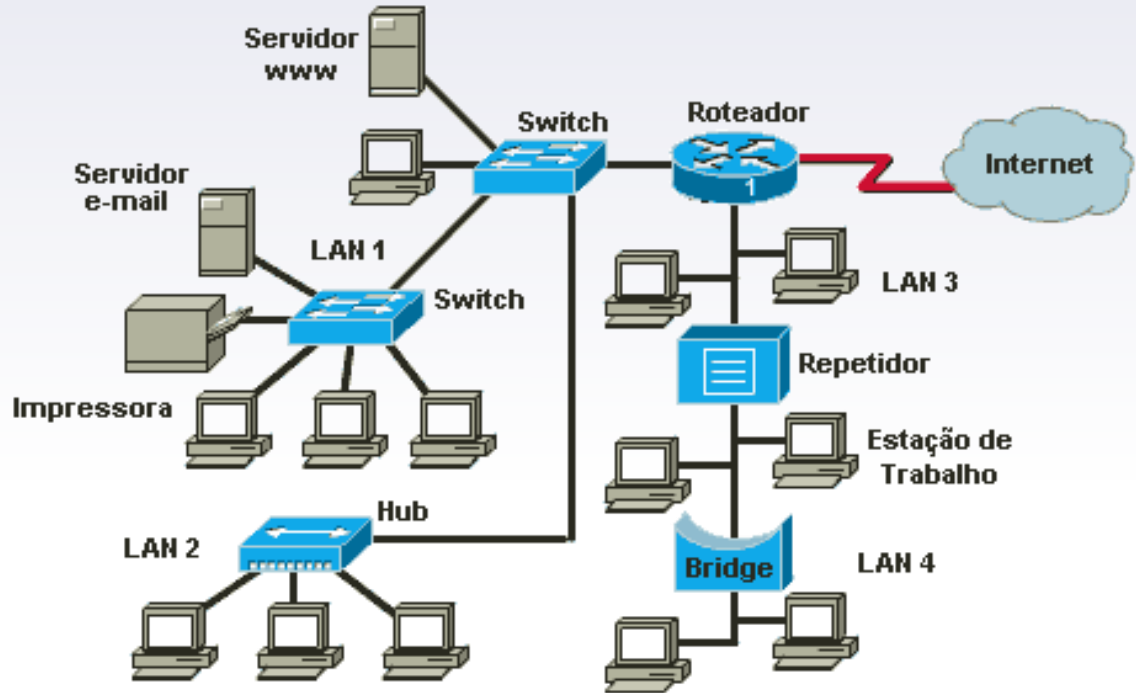 Servidor
www
Switch
Roteador
1
Internet
Servidor
e-mail
LAN 1
Switch
LAN 3
Repetidor
Impressora
Estação de
Trabalho
Hub
LAN 2
Bridge
LAN 4